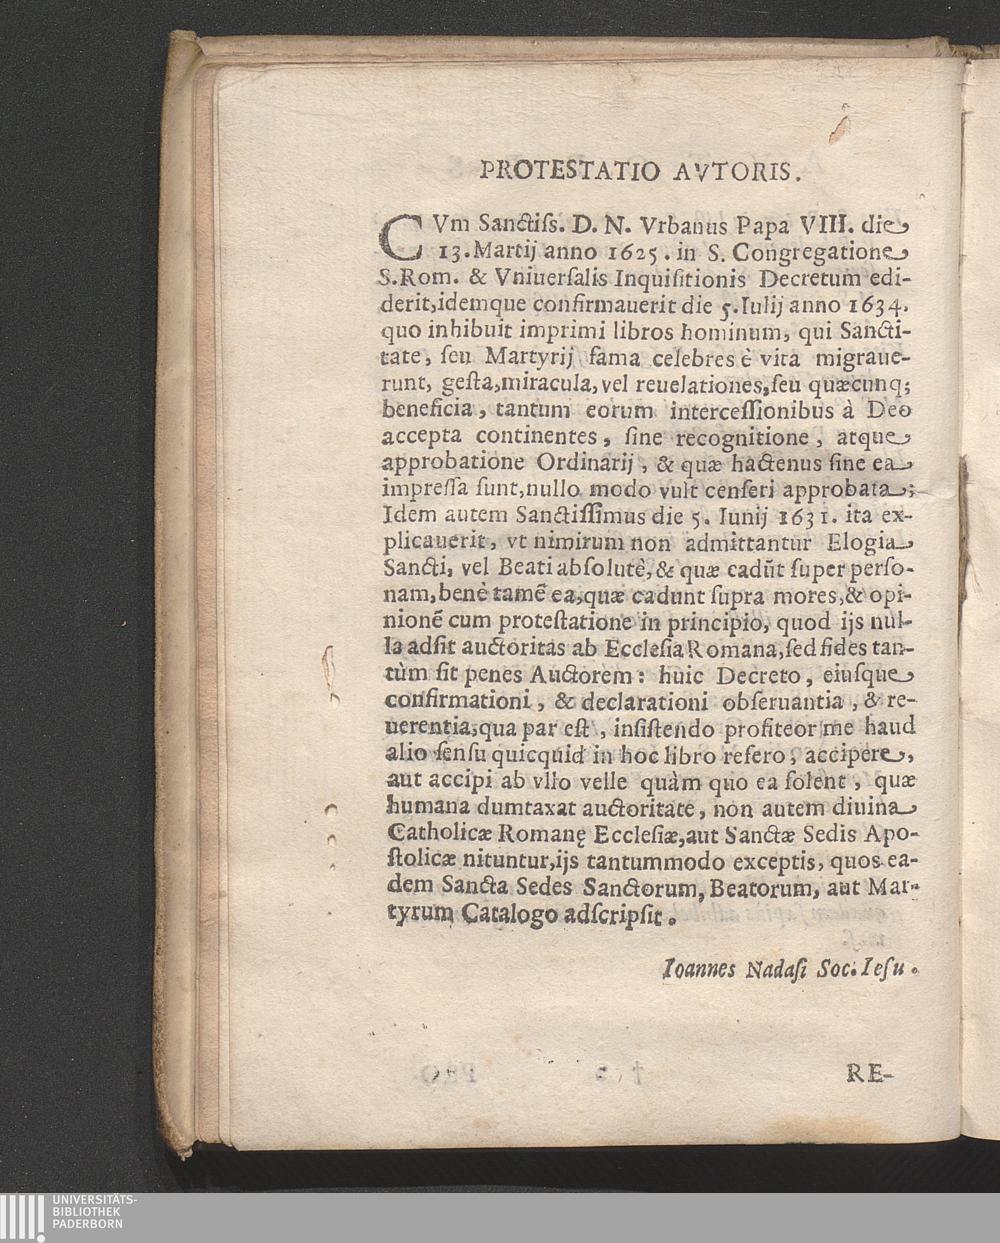 PROTESTATIO AVTORIS.
CVm Sanctiſs. D. N. Vrbanus Papa VIII. die
13. Martij anno 1625. in S. Congregatione
S. Rom. & Vniuerſalis Inquiſitionis Decretum edi-
derit, idemque confirmauerit die 5. Iulij anno 1634.
quo inhibuit imprimi libros hominum, qui Sancti-
tate, ſeu Martyrij fama celebres è vita migraue-
runt, geſta, miracula, vel reuelationes, ſeu quæcunq;
beneficia, tantum eorum interceſſionibus à Deo
accepta continentes, ſine recognitione, atque
approbatione Ordinarij, & quæ hactenus ſine ea
impreſſa ſunt, nullo modo vult cenſeri approbata;
Idem autem Sanctiſſimus die 5. Iunij 1631. ita ex-
plicauerit, vt nimirum non admittantur Elogia
Sancti, vel Beati abſolutè, & quæ cadũt ſuper perſo-
nam, benè tamẽ ea, quæ cadunt ſupra mores, & opi-
nionẽ cum proteſtatione in principio, quod ijs nul-
la adſit auctoritas ab Eccleſia Romana, ſed fides tan-
tùm ſit penes Auctorem: huic Decreto, eiuſque
confirmationi, & declarationi obſeruantia, & re-
uerentia, qua par eſt, inſiſtendo profiteor me haud
alio ſenſu quicquid in hoc libro refero, accipere,
aut accipi ab vllo velle quàm quo ea ſolent, quæ
humana dumtaxat auctoritate, non autem diuina
Catholicæ Romanę Eccleſiæ, aut Sanctæ Sedis Apo-
ſtolicæ nituntur, ijs tantummodo exceptis, quos ea-
dem Sancta Sedes Sanctorum, Beatorum, aut Mar-
tyrum Catalogo adſcripſit.
Ioannes Nadaſi Soc. Ieſu.
RE-
UNIVERSITÄTS-
BIBLIOTHEK
PADERBORN